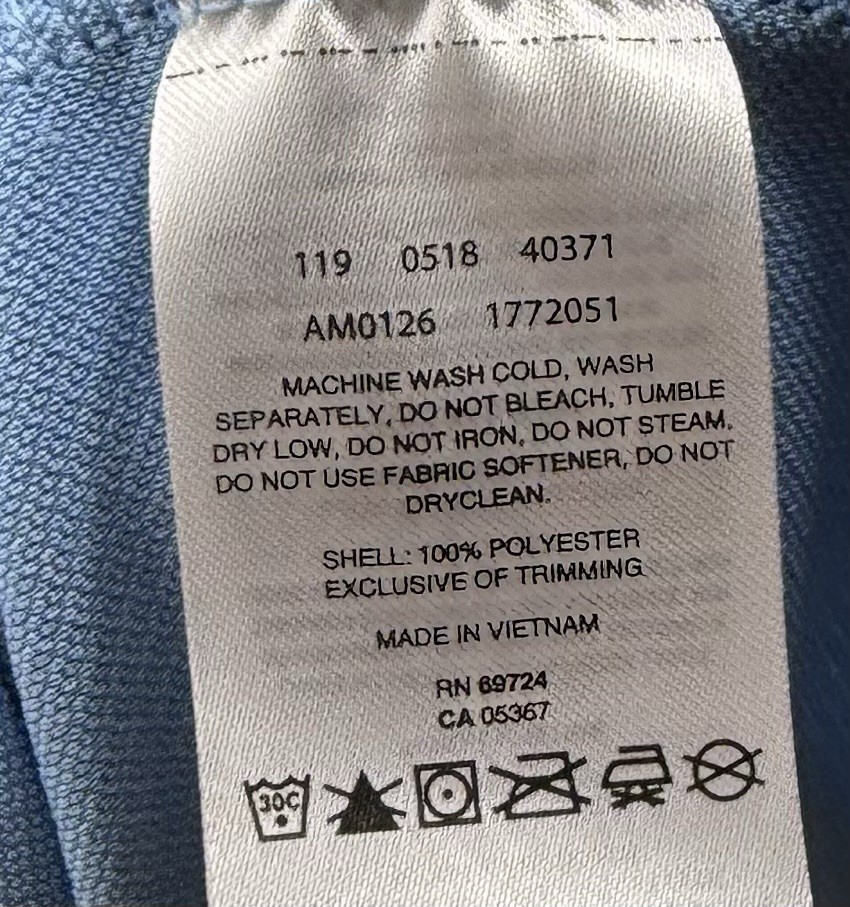 119 0518 40371
AM0126 1772051
MACHINE WASH COLD, WASH
SEPARATELY, DO NOT BLEACH, TUMBLE
DRY LOW, DO NOT IRON, DO NOT STEAM.
DO NOT USE FABRIC SOFTENER, DO NOT
DRYCLEAN.
SHELL: 100% POLYESTER
EXCLUSIVE OF TRIMMING
MADE IN VIETNAM
RN 69724
CA 05367
30C